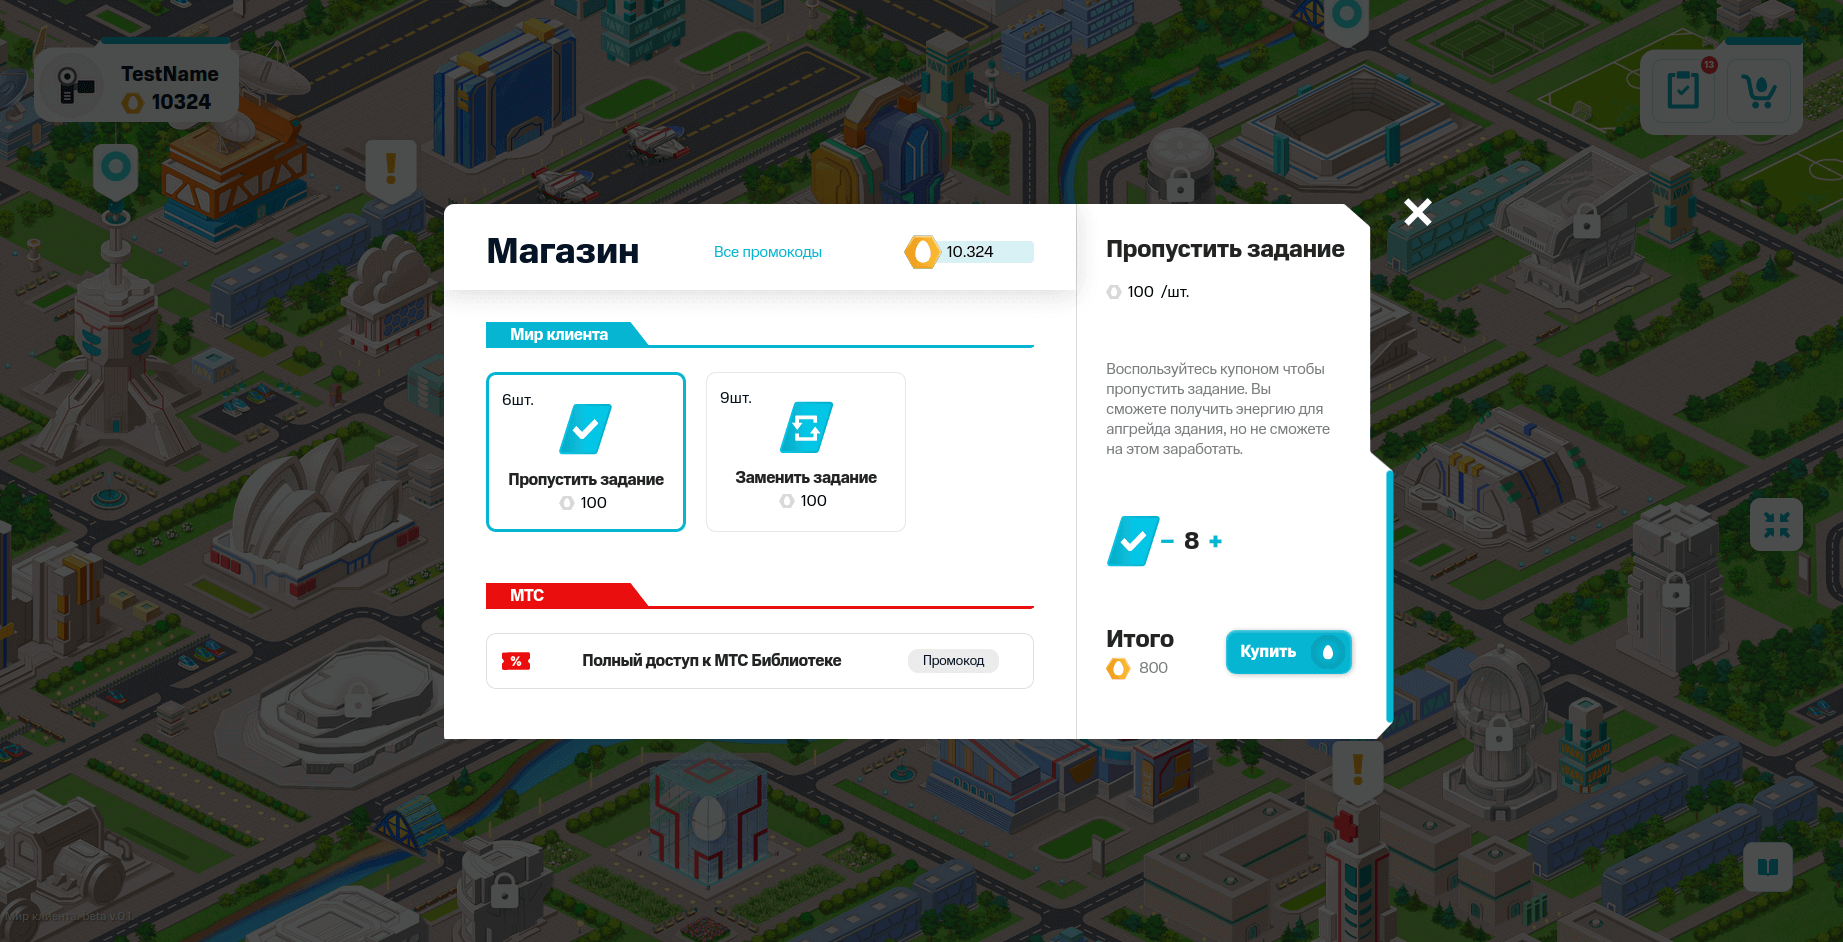 TestName
10324
13
Магазин
Все промокоды
10.324
Мир клиента
6шт.
Пропустить задание
100
9шт.
Заменить задание
100
МТС
%
Полный доступ к МТС Библиотеке
Промокод
Пропустить задание
100 /шт.
Воспользуйтесь купоном чтобы
пропустить задание. Вы
сможете получить энергию для
апгрейда здания, но не сможете
на этом заработать.
8
Итого
800
Купить
Мир клиента: beta v.0.1